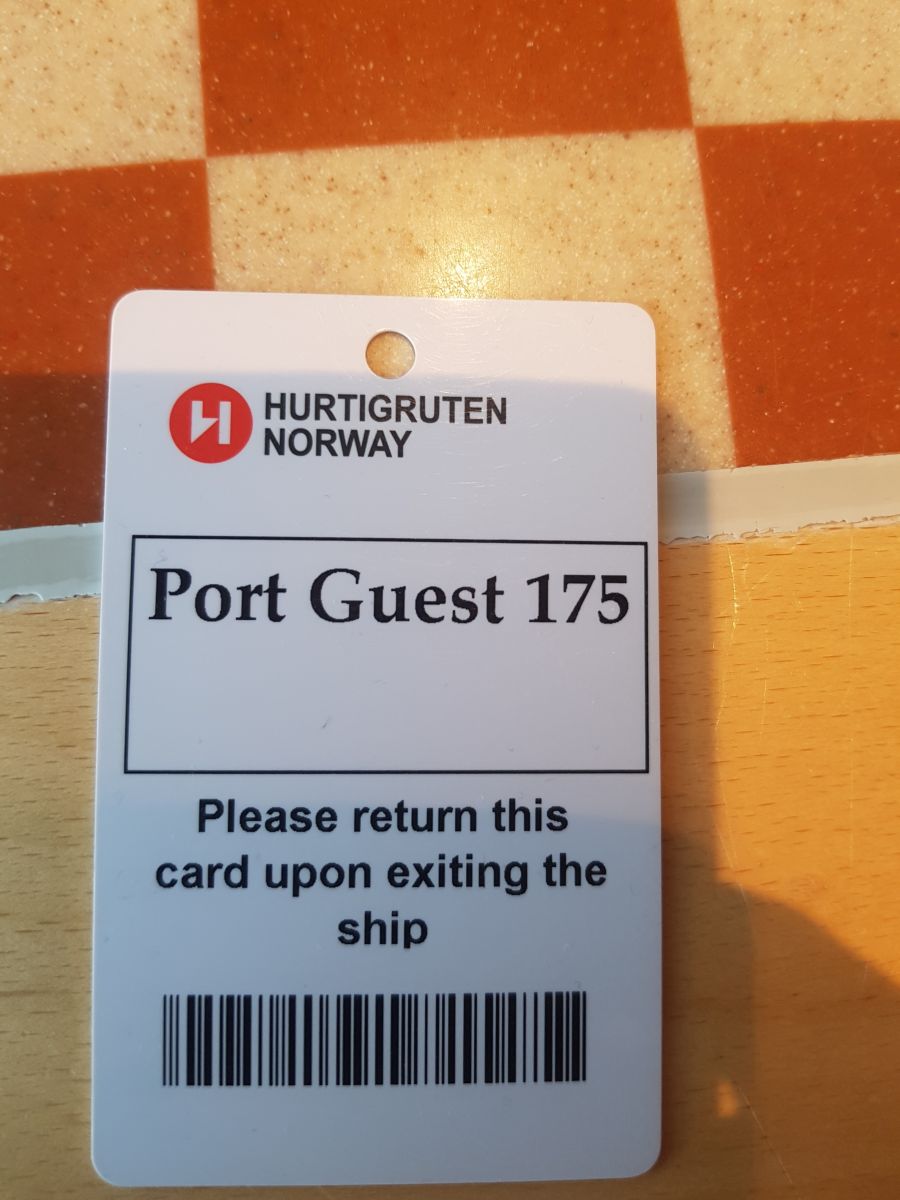 HURTIGRUTEN
NORWAY
Port Guest 175
Please return this
card upon exiting the
ship